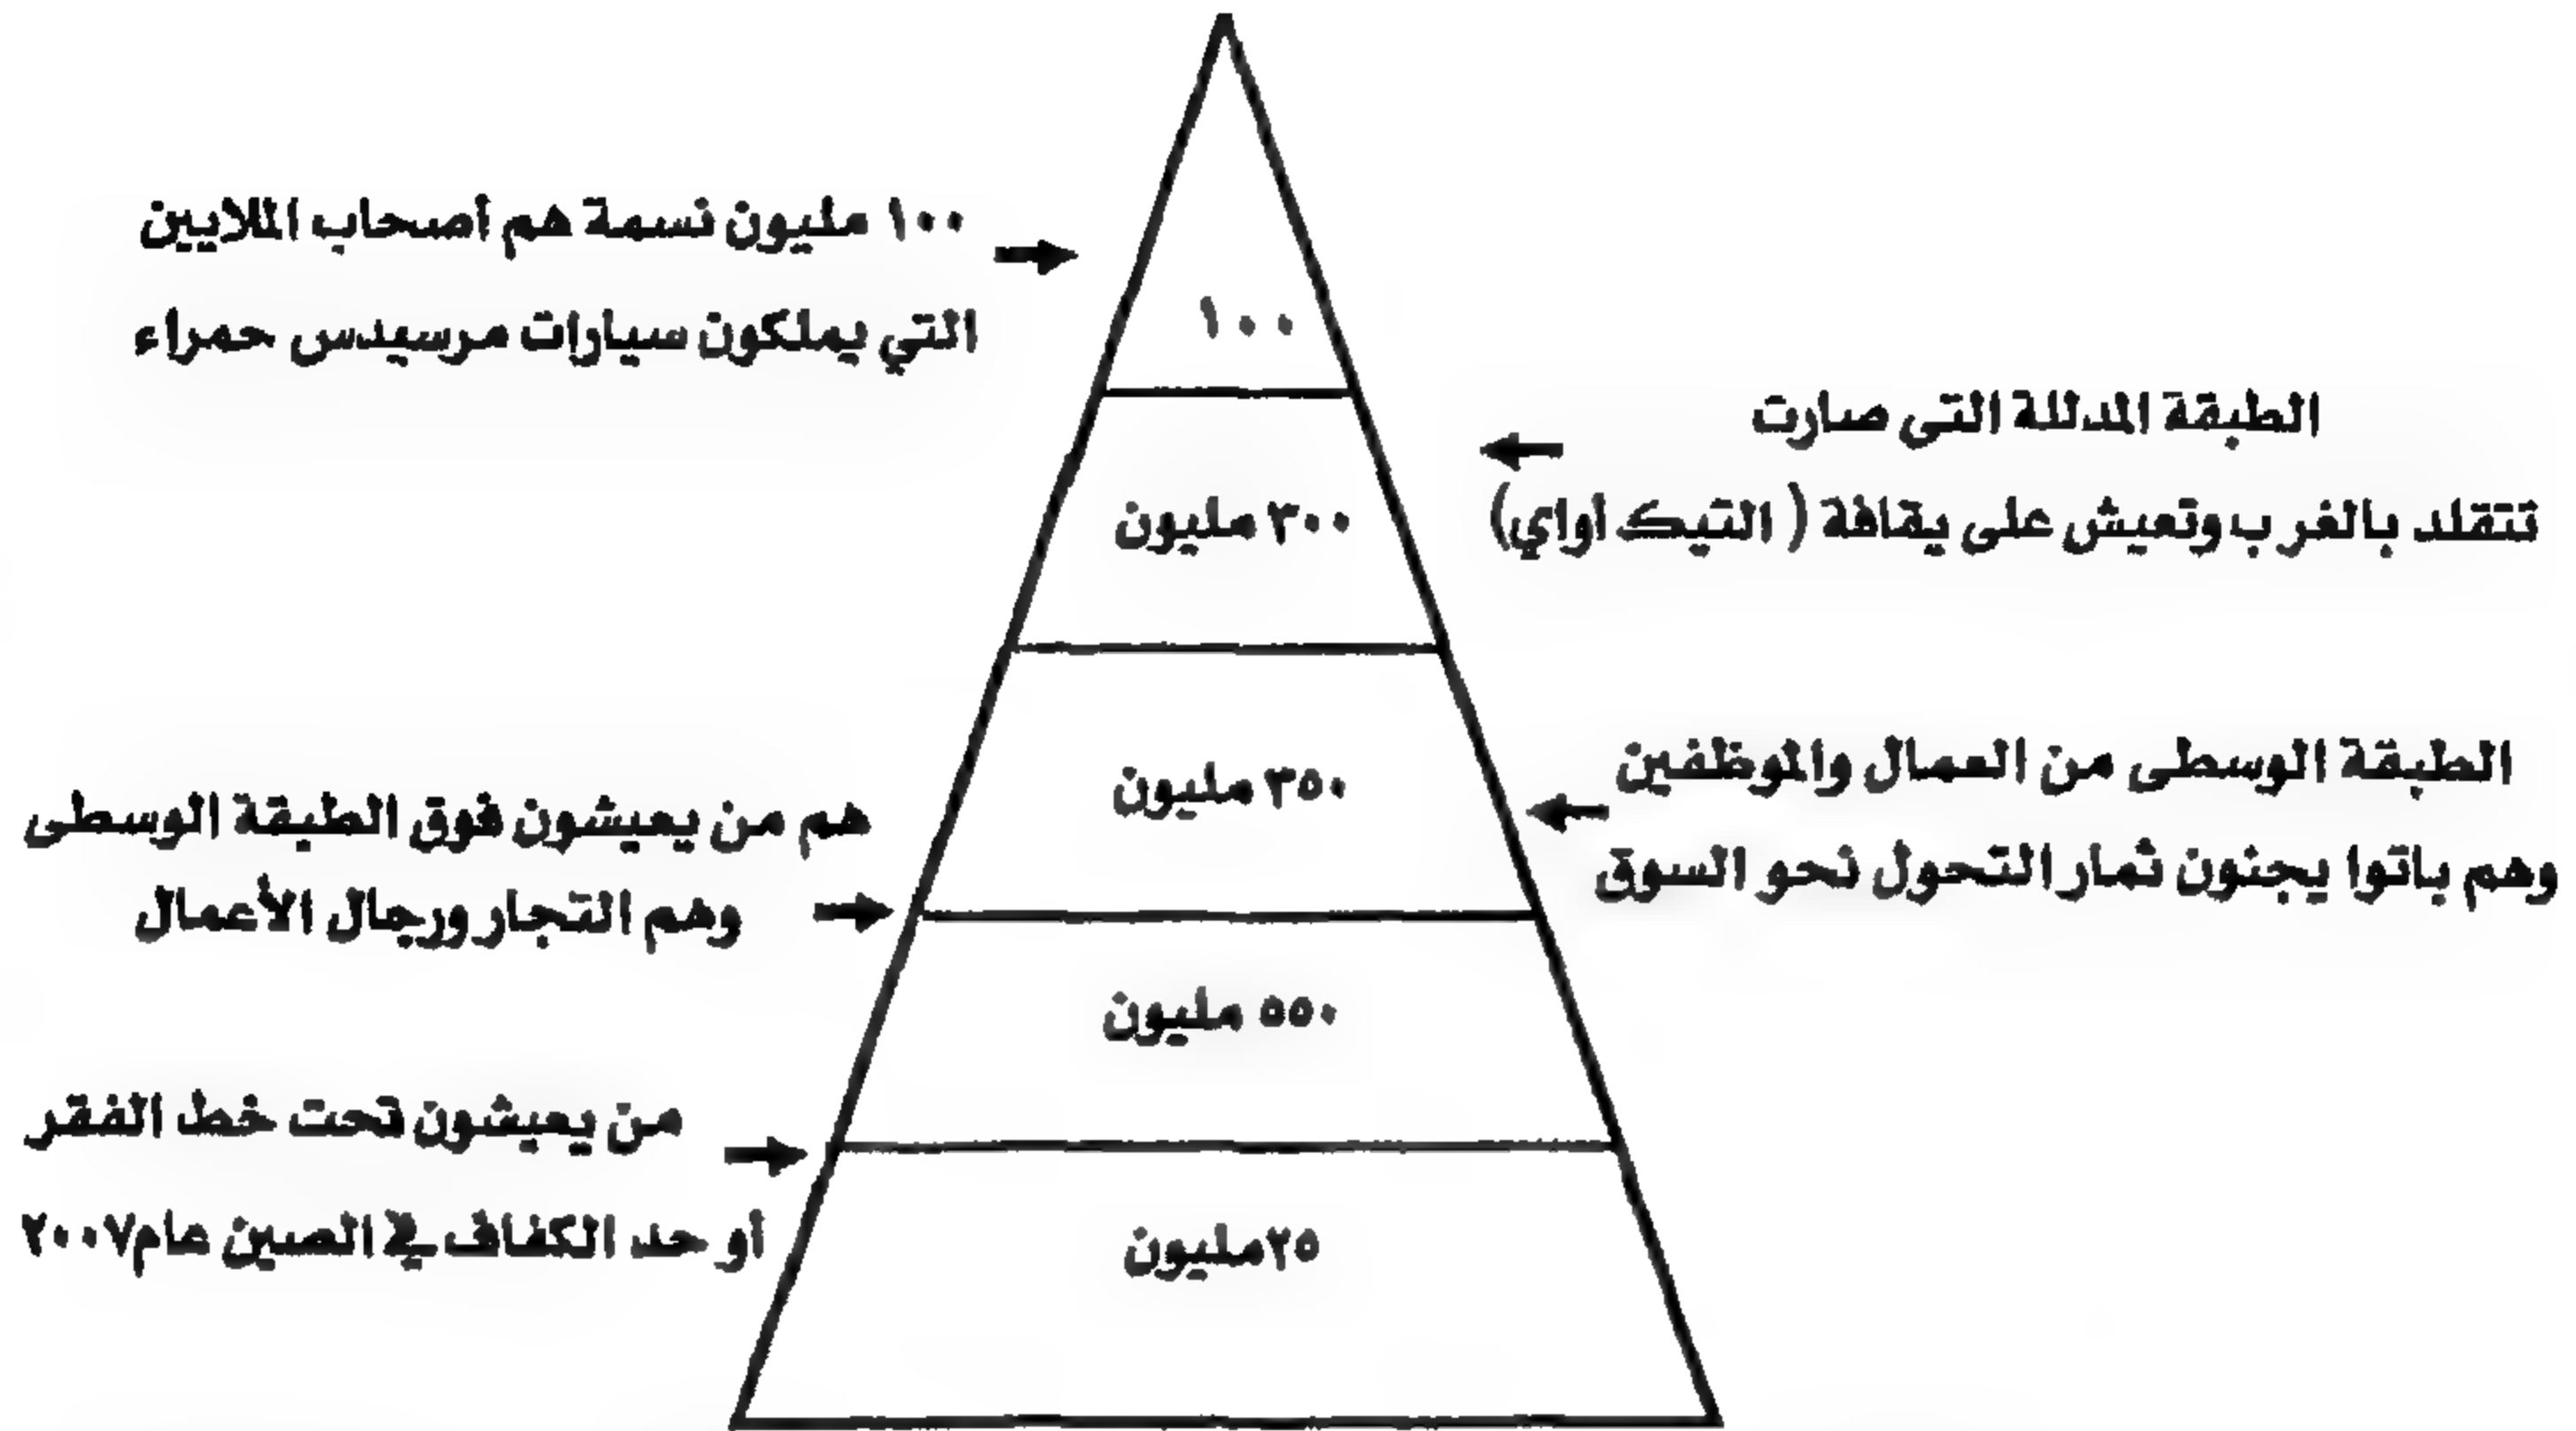 ١٠٠ مليون نسمة هم أصحاب الملايين
التي يملكون سيارات مرسيدس حمراء
١٠٠
الطبقة المدللة التى صارت
تتقلد بالغرب وتعيش على يقافة (التيك أواي)
٣٠٠ مليون
الطبقة الوسطى من العمال والموظفين
وهم باتوا يجنون ثمار التحول نحو السوق
٣٥٠ مليون
هم من يعيشون فوق الطبقة الوسطى
وهم التجار ورجال الأعمال
٥٥٠ مليون
من يعيشون تحت خط الفقر
أو حد الكفاف في الصين عام٢٠٠٧
٢٥مليون